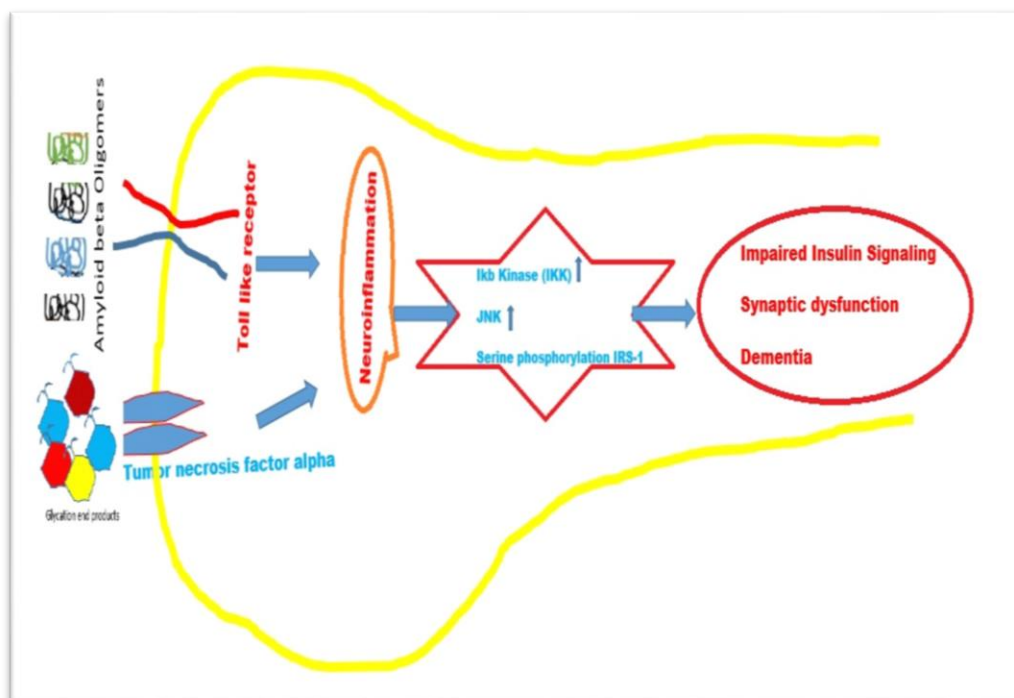 Amyloid beta Oligomers
Toll like receptor
Tumor necrosis factor alpha
Glycation end products
Neuroinflammation
Ikb Kinase (IKK)
JNK
Serine phosphorylation IRS-1
Impaired Insulin Signaling
Synaptic dysfunction
Dementia